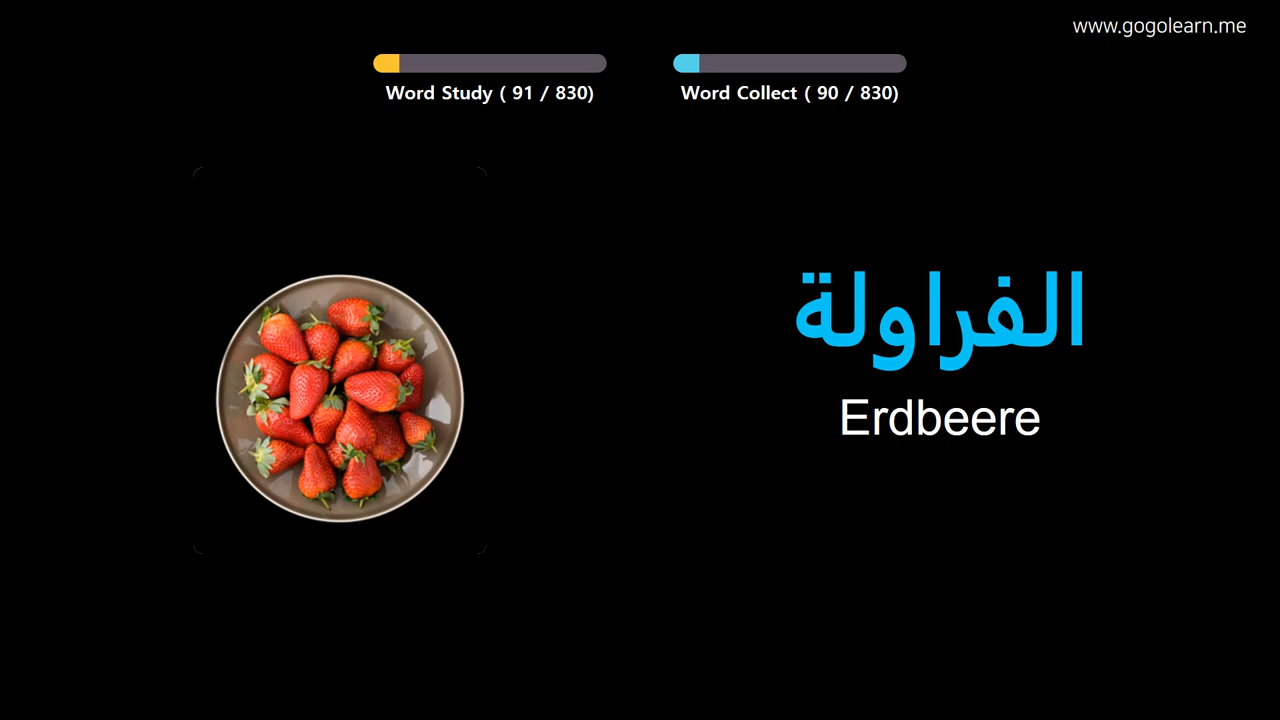 www.gogolearn.me
Word Study ( 91 / 830)
Word Collect ( 90 / 830)
الفراولة
Erdbeere